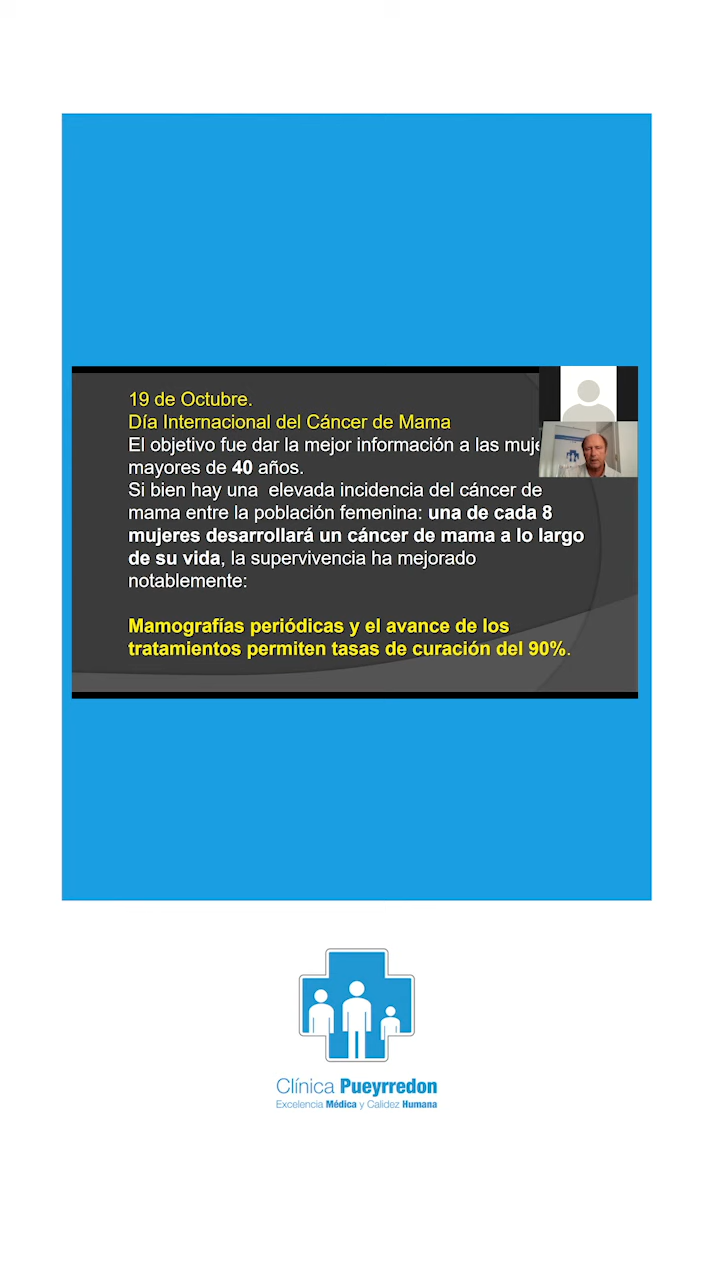 19 de Octubre.
Día Internacional del Cáncer de Mama
El objetivo fue dar la mejor información a las
mayores de 40 años.
Si bien hay una elevada incidencia del cáncer de
mama entre la población femenina: una de cada 8
mujeres desarrollará un cáncer de mama a lo largo
de su vida, la supervivencia ha mejorado
notablemente:
Mamografías periódicas y el avance de los
tratamientos permiten tasas de curación del 90%.
Clínica Pueyrredon
Excelencia Médica y Calidez Humana